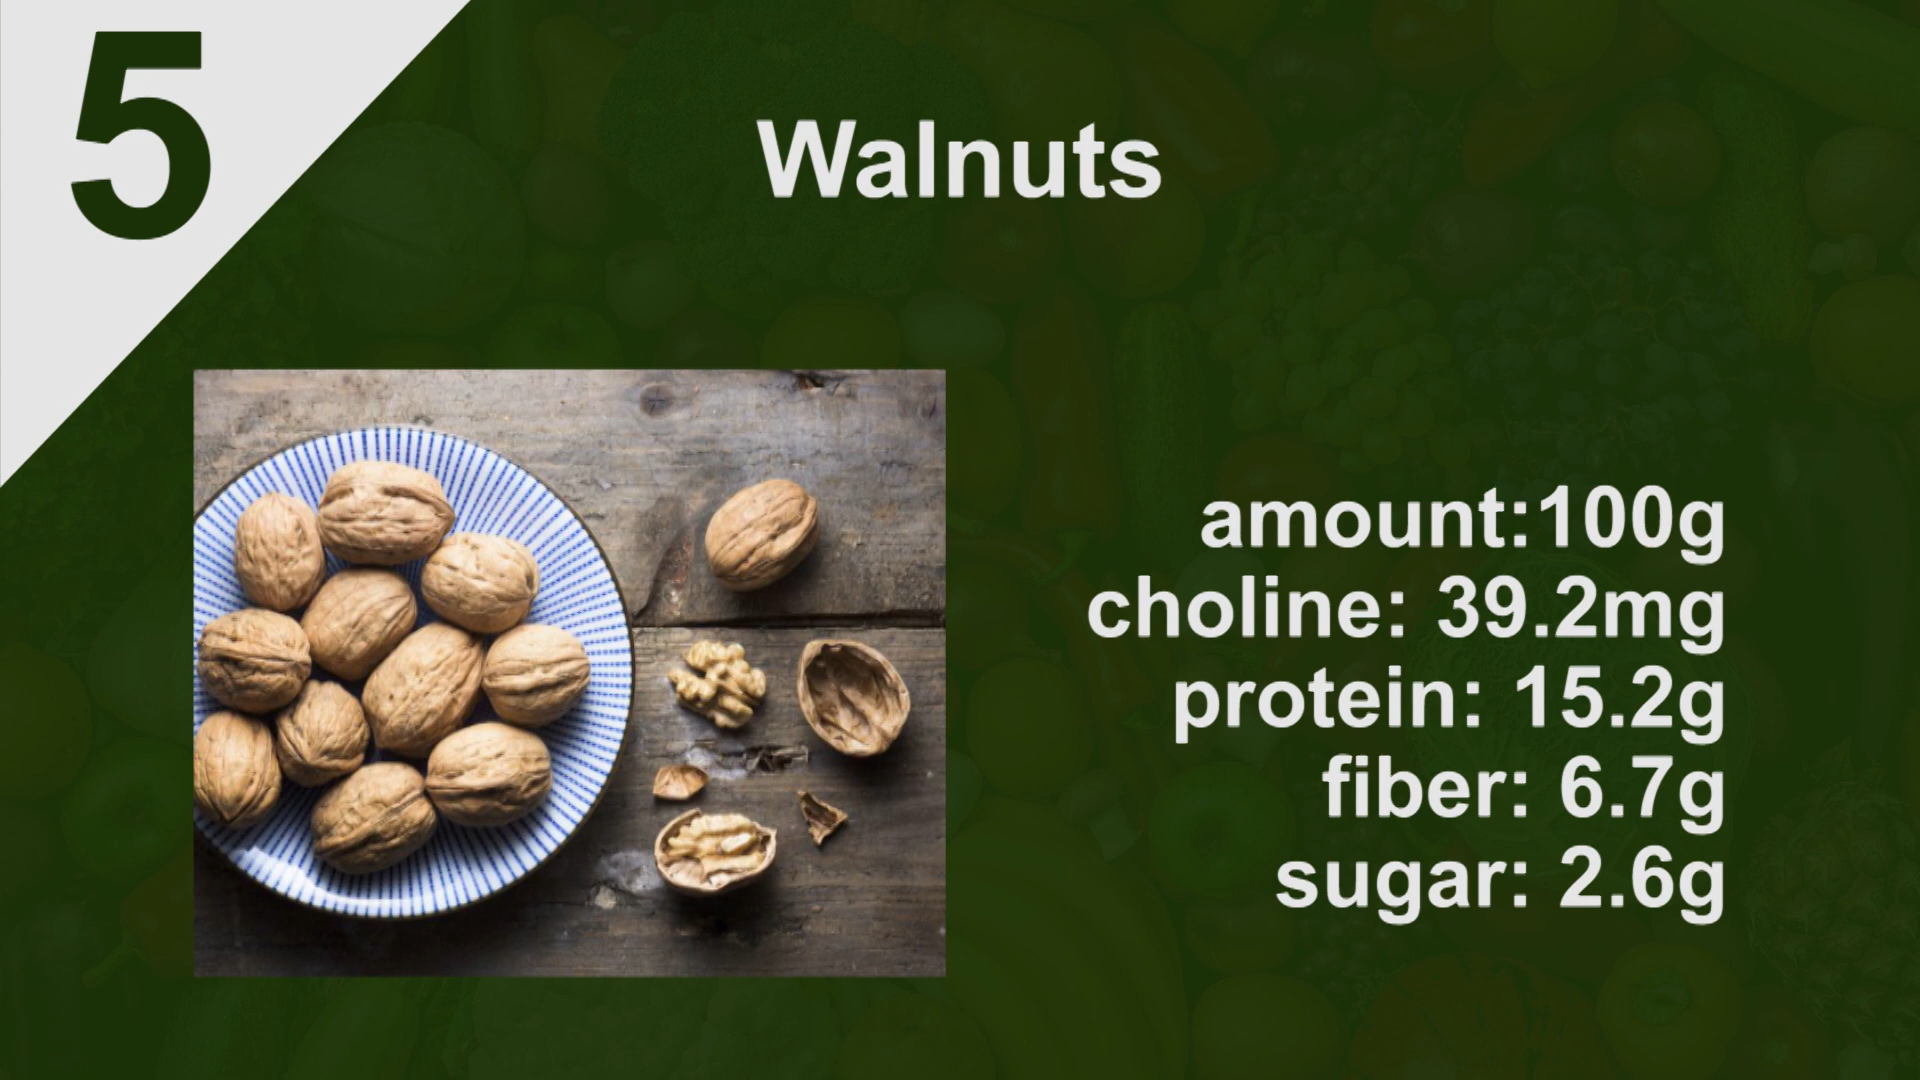 5
Walnuts
amount:100g
choline: 39.2mg
protein: 15.2g
fiber: 6.7g
sugar: 2.6g